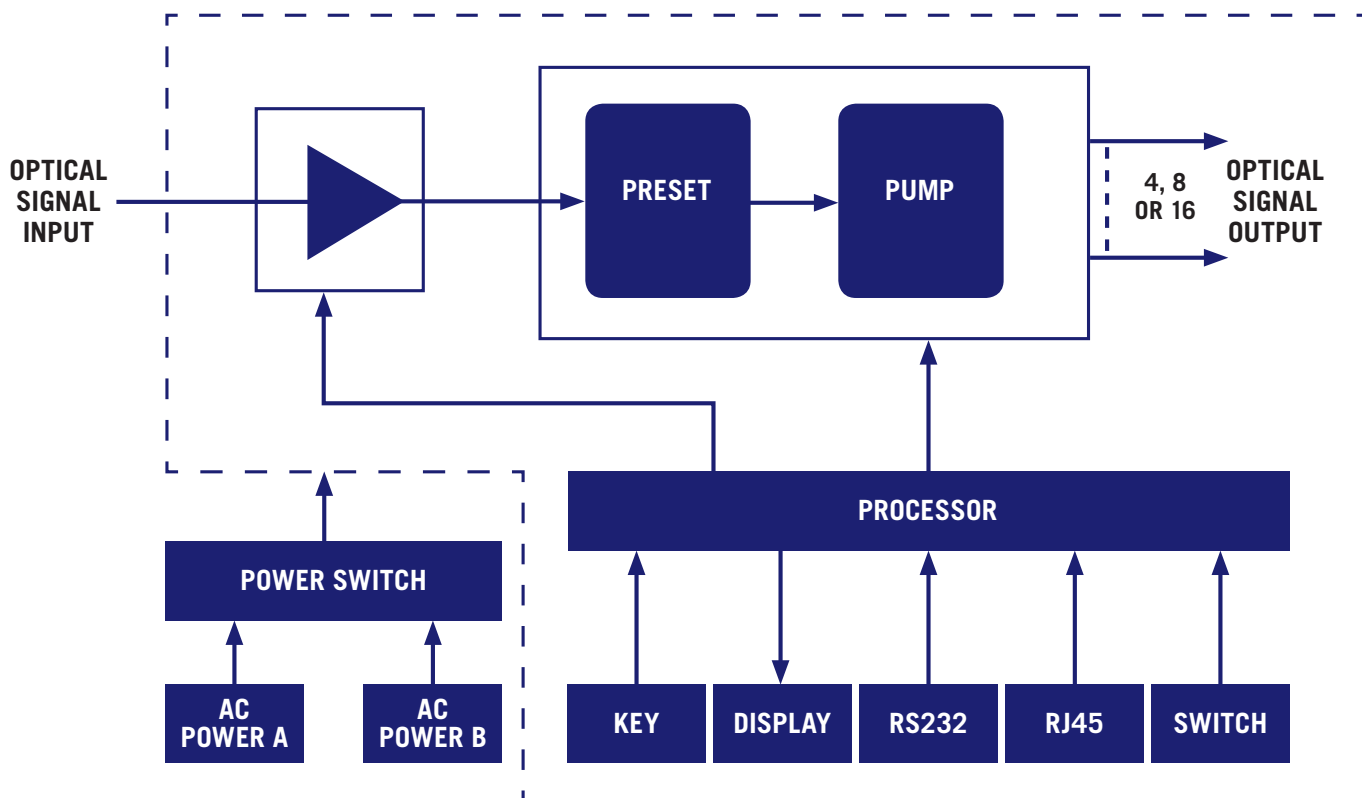 OPTICAL
SIGNAL
INPUT
PRESET
PUMP
4, 8
OR 16
OPTICAL
SIGNAL
OUTPUT
PROCESSOR
POWER SWITCH
AC
POWER A
AC
POWER B
KEY
DISPLAY
RS232
RJ45
SWITCH